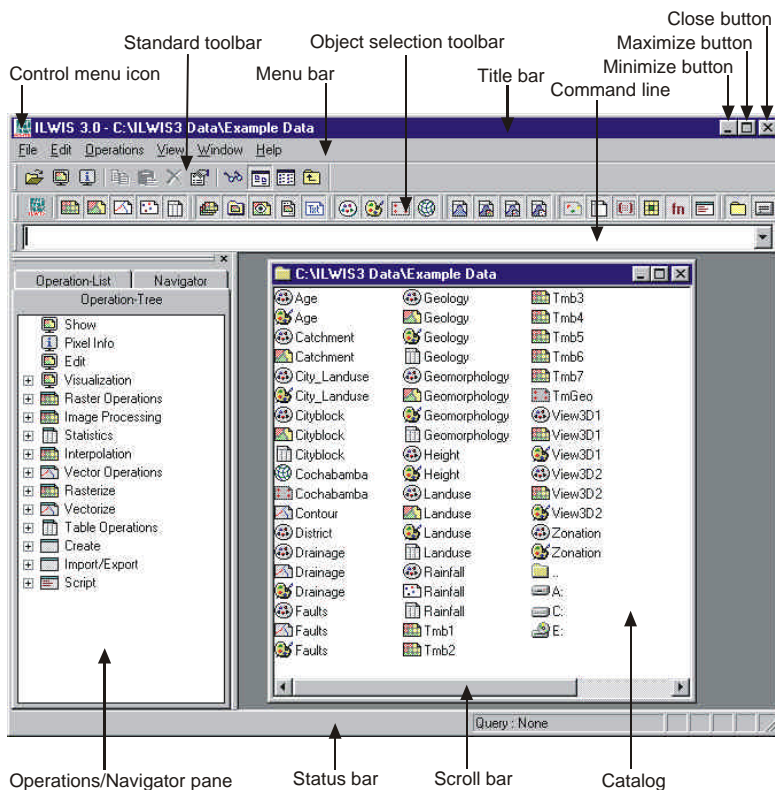 Close button
Standard toolbar
Object selection toolbar
Maximize button
Control menu icon
Menu bar
Title bar
Minimize button
Command line
ILWIS 3.0 - C:\ILWIS3 Data\Example Data
File Edit Operations View Window Help
Operation-List Navigator
Operation-Tree
Show
Pixel Info
Edit
Visualization
Raster Operations
Image Processing
Statistics
Interpolation
Vector Operations
Rasterize
Vectorize
Table Operations
Create
Import/Export
Script
C:\ILWIS3 Data\Example Data
Age
Age
Catchment
Catchment
City_Landuse
City_Landuse
Cityblock
Cityblock
Cityblock
Cochabamba
Cochabamba
Contour
District
Drainage
Drainage
Drainage
Faults
Faults
Faults
Geology
Geology
Geology
Geology
Geomorphology
Geomorphology
Geomorphology
Geomorphology
Height
Height
Landuse
Landuse
Landuse
Landuse
Rainfall
Rainfall
Rainfall
Tmb1
Tmb2
Tmb3
Tmb4
Tmb5
Tmb6
Tmb7
TmGeo
View3D1
View3D1
View3D1
View3D2
View3D2
View3D2
Zonation
Zonation
..
A:
C:
E:
Query : None
Operations/Navigator pane
Status bar
Scroll bar
Catalog